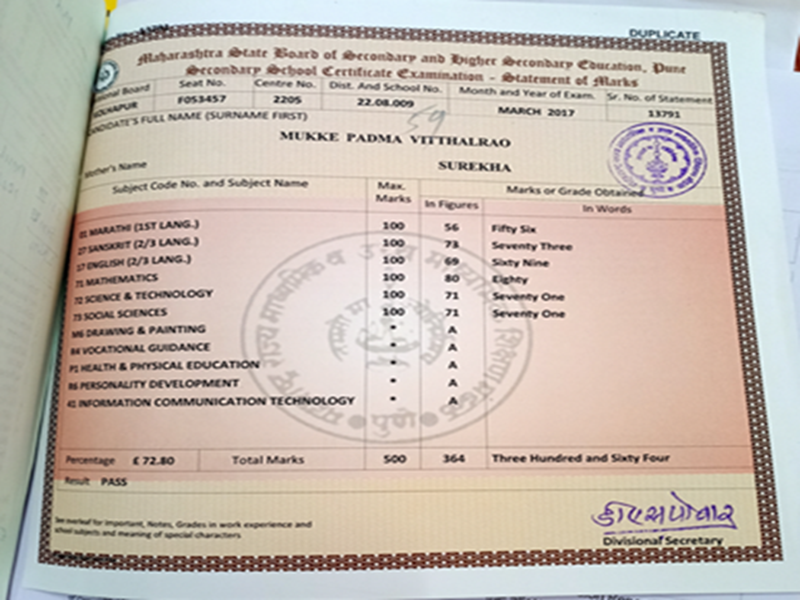 DUPLICATE
Maharashtra State Board of Secondary and Higher Secondary Education, Pune
Secondary School Certificate Examination - Statement of Marks
Board Seat No. Centre No. Dist. And School No. Month and Year of Exam. Sr. No. of Statement
KOLHAPUR F053457 2205 22.08.009 MARCH 2017 13791
59
CANDIDATE'S FULL NAME (SURNAME FIRST)
MUKKE PADMA VITTHALRAO
Mother's Name SUREKHA
Subject Code No. and Subject Name Max. Marks Marks or Grade Obtained
In Figures In Words
01 MARATHI (1ST LANG.) 100 56 Fifty Six
27 SANSKRIT (2/3 LANG.) 100 73 Seventy Three
17 ENGLISH (2/3 LANG.) 100 69 Sixty Nine
71 MATHEMATICS 100 80 Eighty
72 SCIENCE & TECHNOLOGY 100 71 Seventy One
73 SOCIAL SCIENCES 100 71 Seventy One
M6 DRAWING & PAINTING * A
R4 VOCATIONAL GUIDANCE * A
P1 HEALTH & PHYSICAL EDUCATION * A
R6 PERSONALITY DEVELOPMENT * A
41 INFORMATION COMMUNICATION TECHNOLOGY * A
पुणे
Percentage £ 72.80 Total Marks 500 364 Three Hundred and Sixty Four
Result PASS
See overleaf for Important, Notes, Grades in work experience and
school subjects and meaning of special characters
डीएसपोवार
Divisional Secretary